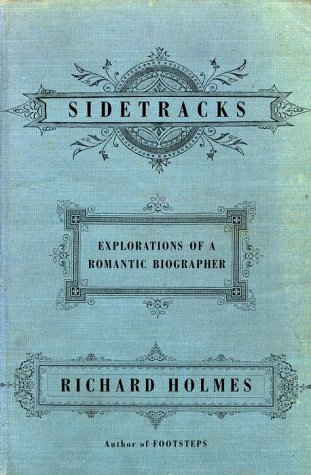 SIDETRACKS
EXPLORATIONS OF A
ROMANTIC BIOGRAPHER
RICHARD HOLMES
Author of FOOTSTEPS